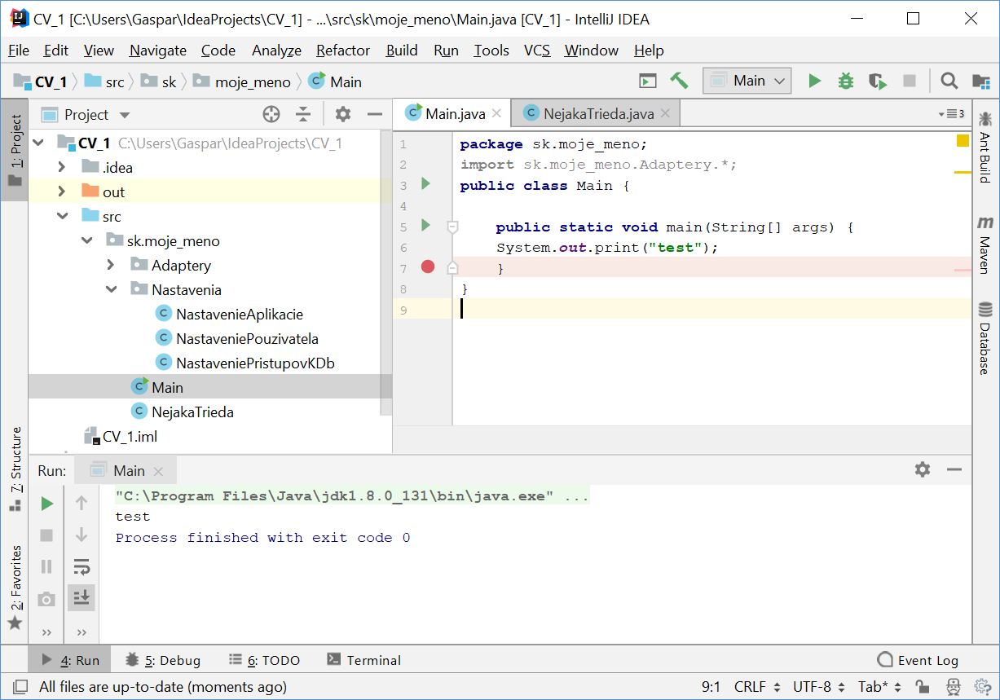 CV_1 [C:\Users\Gaspar\IdeaProjects\CV_1] - ...\src\sk\moje_meno\Main.java [CV_1] - IntelliJ IDEA
File Edit View Navigate Code Analyze Refactor Build Run Tools VCS Window Help
CV_1 src sk moje_meno Main Main
1: Project
Project
CV_1 C:\Users\Gaspar\IdeaProjects\CV_1
.idea
out
src
sk.moje_meno
Adaptery
Nastavenia
NastavenieAplikacie
NastaveniePouzivatela
NastaveniePristupovKDb
Main
NejakaTrieda
CV_1.iml
Main.java NejakaTrieda.java 3
1 package sk.moje_meno;
2 import sk.moje_meno.Adaptery.*;
3 public class Main {
4
5 public static void main(String[] args) {
6 System.out.print("test");
7 }
8 }
9
Ant Build
m Maven
Database
7: Structure
2: Favorites
Run: Main
"C:\Program Files\Java\jdk1.8.0_131\bin\java.exe" ...
test
Process finished with exit code 0
4: Run 5: Debug 6: TODO Terminal Event Log
All files are up-to-date (moments ago) 9:1 CRLF UTF-8 Tab*